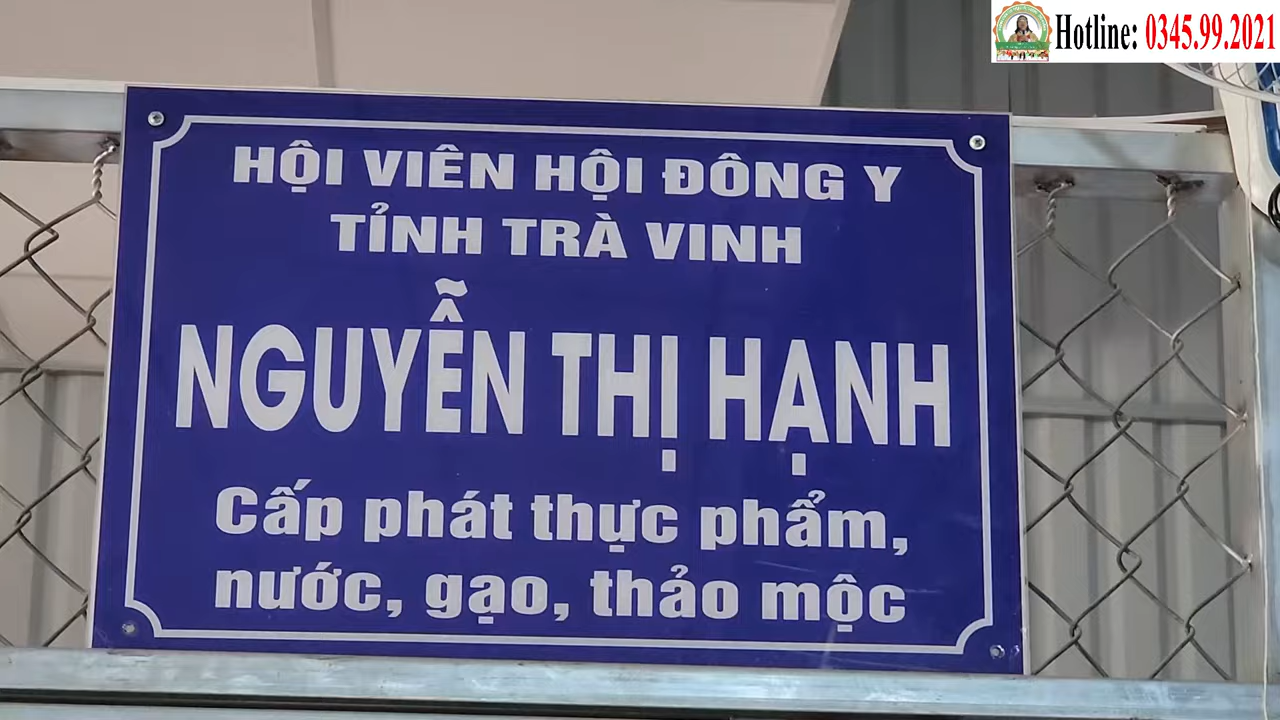 Hotline: 0345.99.2021
HỘI VIÊN HỘI ĐÔNG Y
TỈNH TRÀ VINH
NGUYỄN THỊ HẠNH
Cấp phát thực phẩm,
nước, gạo, thảo mộc